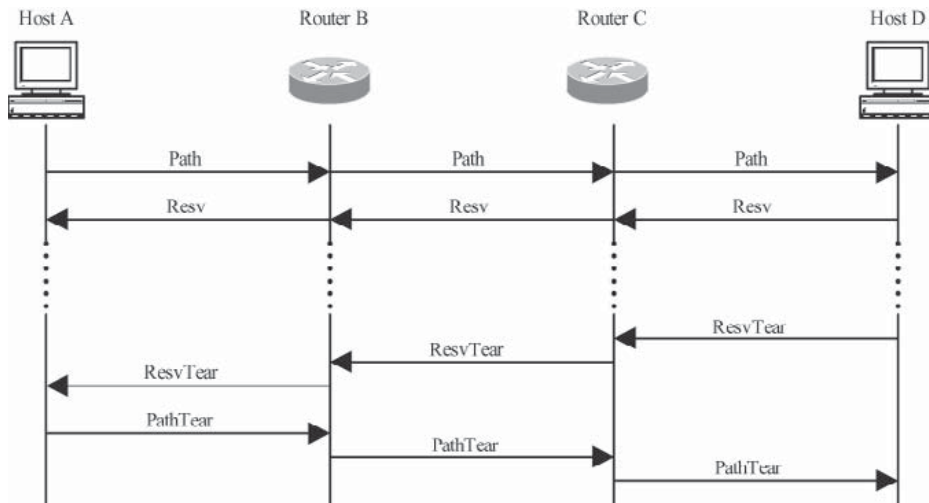 Host A Router B Router C Host D
Path Path Path
Resv Resv Resv
ResvTear
ResvTear
ResvTear
PathTear
PathTear
PathTear